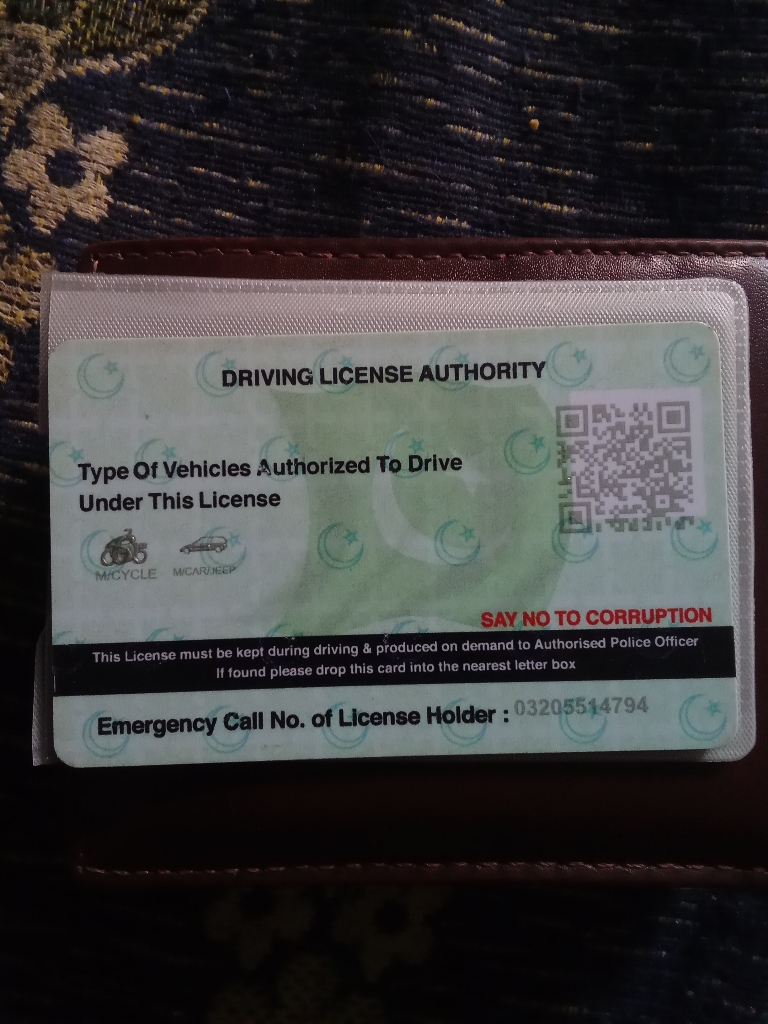 DRIVING LICENSE AUTHORITY
Type Of Vehicles Authorized To Drive
Under This License
M/CYCLE M/CAR/JEEP
SAY NO TO CORRUPTION
This License must be kept during driving & produced on demand to Authorised Police Officer
If found please drop this card into the nearest letter box
Emergency Call No. of License Holder : 03205514794